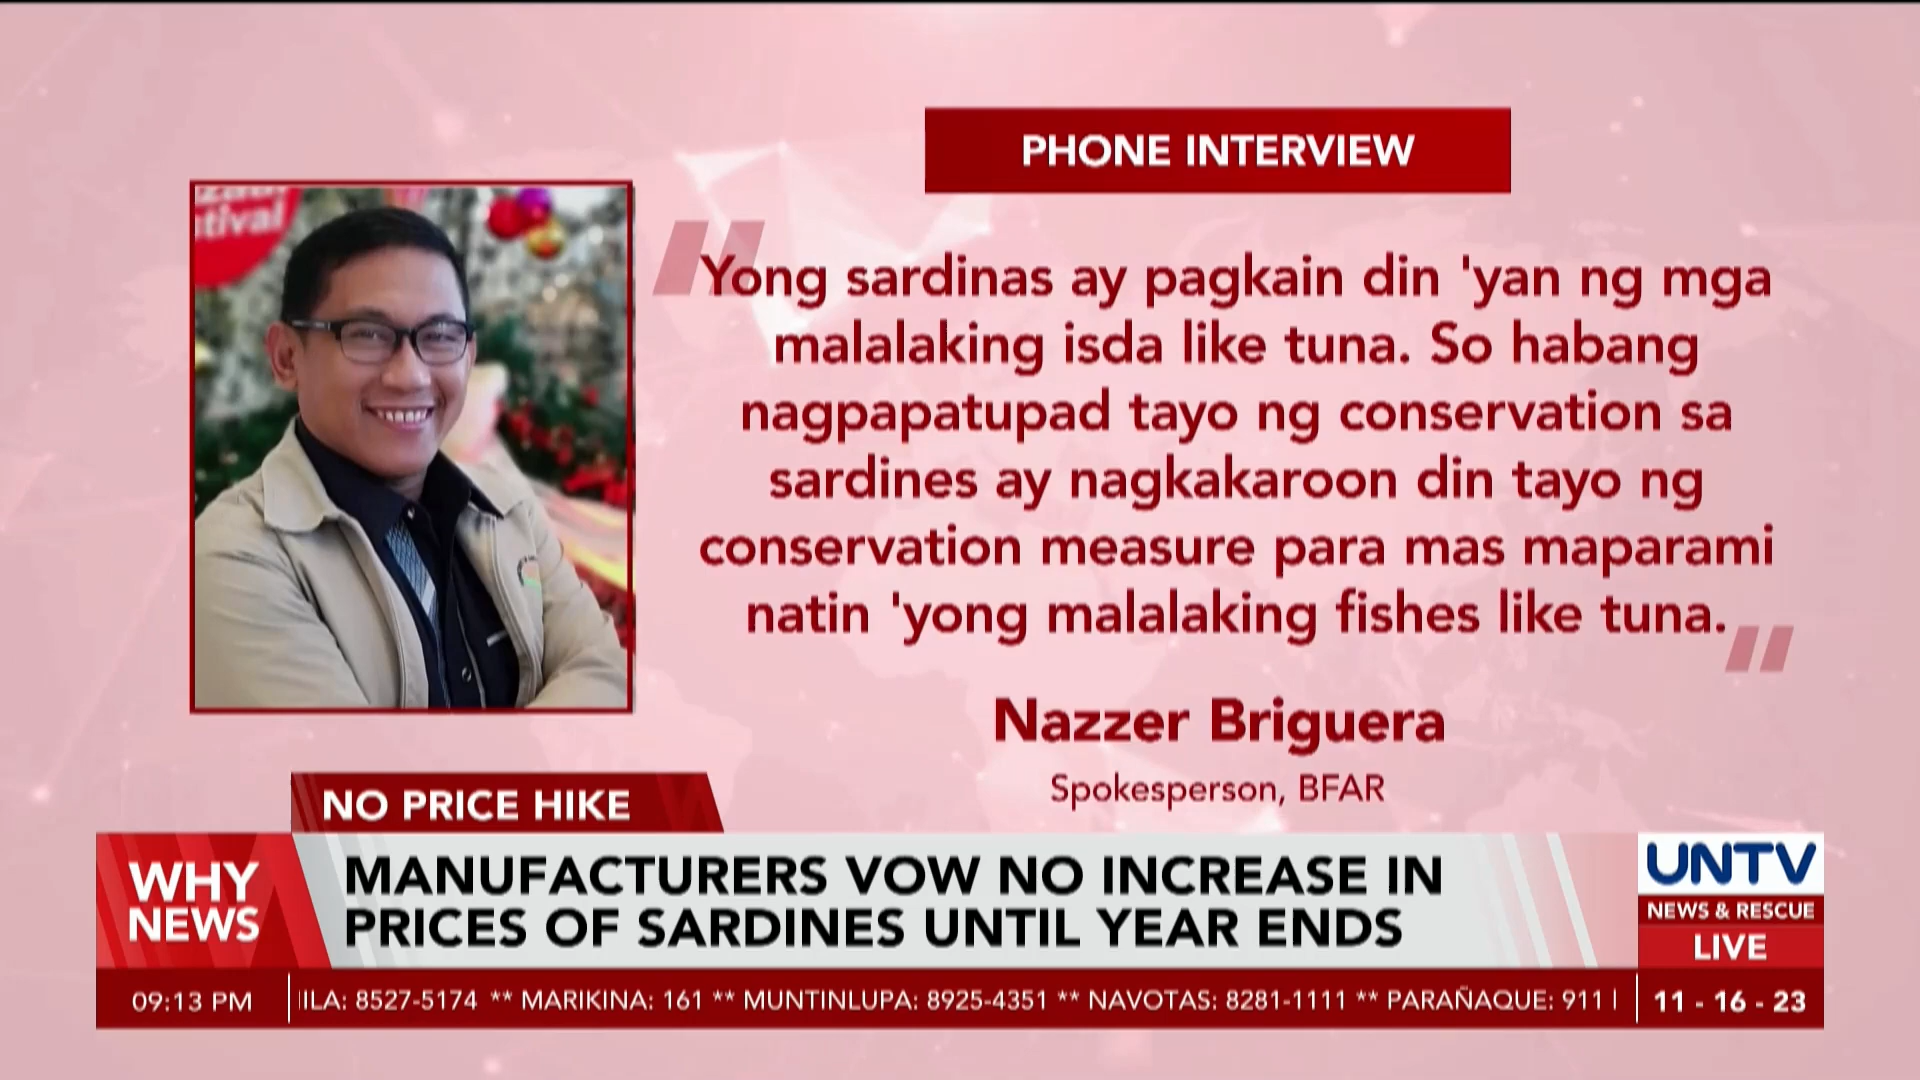 PHONE INTERVIEW
tival
"Yong sardinas ay pagkain din 'yan ng mga
malalaking isda like tuna. So habang
nagpapatupad tayo ng conservation sa
sardines ay nagkakaroon din tayo ng
conservation measure para mas maparami
natin 'yong malalaking fishes like tuna."
Nazzer Briguera
Spokesperson, BFAR
NO PRICE HIKE
WHY
NEWS
MANUFACTURERS VOW NO INCREASE IN
PRICES OF SARDINES UNTIL YEAR ENDS
UNTV
NEWS & RESCUE
LIVE
09:13 PM
ILA: 8527-5174 ** MARIKINA: 161 ** MUNTINLUPA: 8925-4351 ** NAVOTAS: 8281-1111 ** PARAÑAQUE: 911
11 - 16 - 23